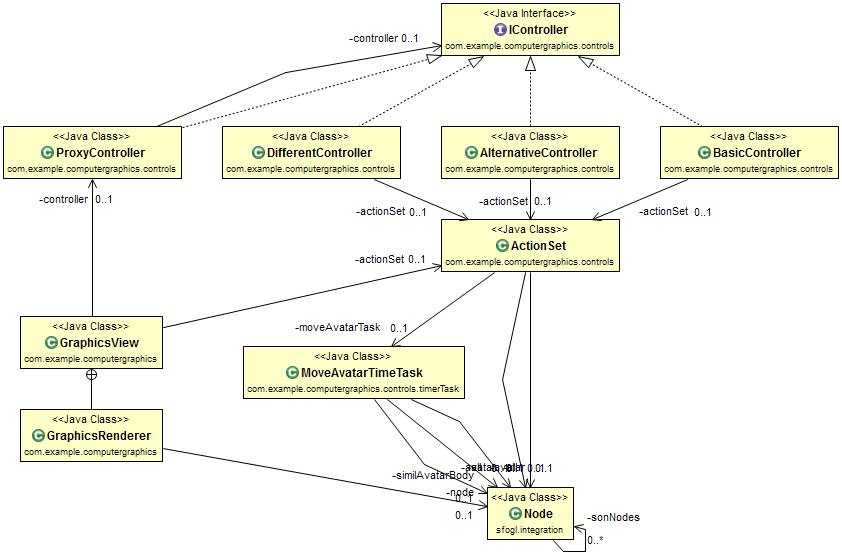 <<Java Interface>>
IController
com.example.computergraphics.controls
-controller 0..1
<<Java Class>>
ProxyController
com.example.computergraphics.controls
<<Java Class>>
DifferentController
com.example.computergraphics.controls
<<Java Class>>
AlternativeController
com.example.computergraphics.controls
<<Java Class>>
BasicController
com.example.computergraphics.controls
-controller 0..1
-actionSet 0..1
-actionSet 0..1
-actionSet 0..1
<<Java Class>>
ActionSet
com.example.computergraphics.controls
-actionSet 0..1
<<Java Class>>
GraphicsView
com.example.computergraphics
-moveAvatarTask 0..1
<<Java Class>>
MoveAvatarTimeTask
com.example.computergraphics.controls.timerTask
<<Java Class>>
GraphicsRenderer
com.example.computergraphics
-similAvatarBody
-node
0..1
0..1
<<Java Class>>
Node
sfogl.integration
-sonNodes
0..*